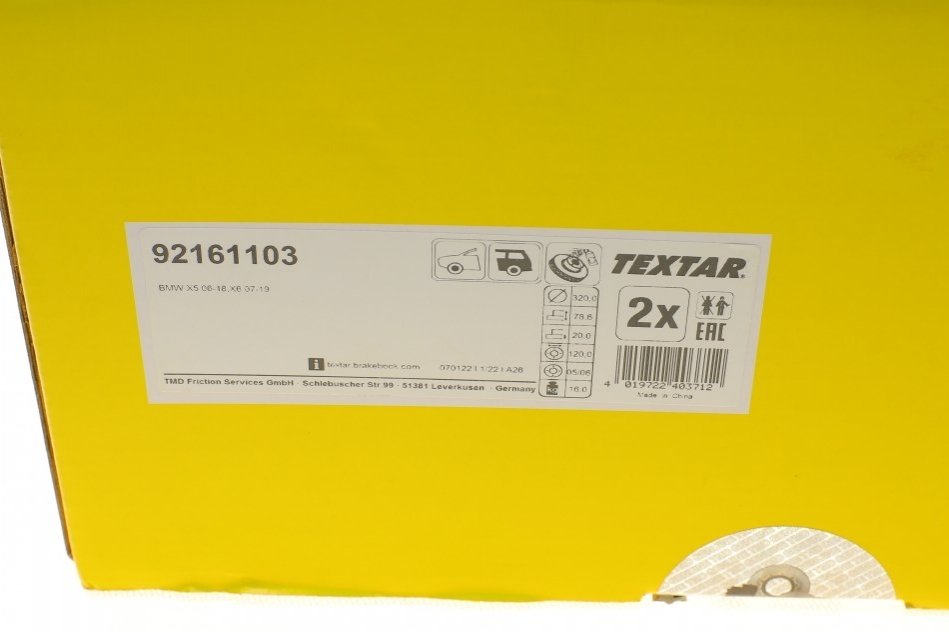 92161103
BMW X5 06-18,X6 07-19
TEXTAR
2x
EAC
320,0
78,6
20,0
120,0
05/06
16,0
i textar.brakebook.com 070122 | 1/22 | A26
TMD Friction Services GmbH · Schlebuscher Str 99 · 51381 Leverkusen · Germany
4 019722 403712
Made in China